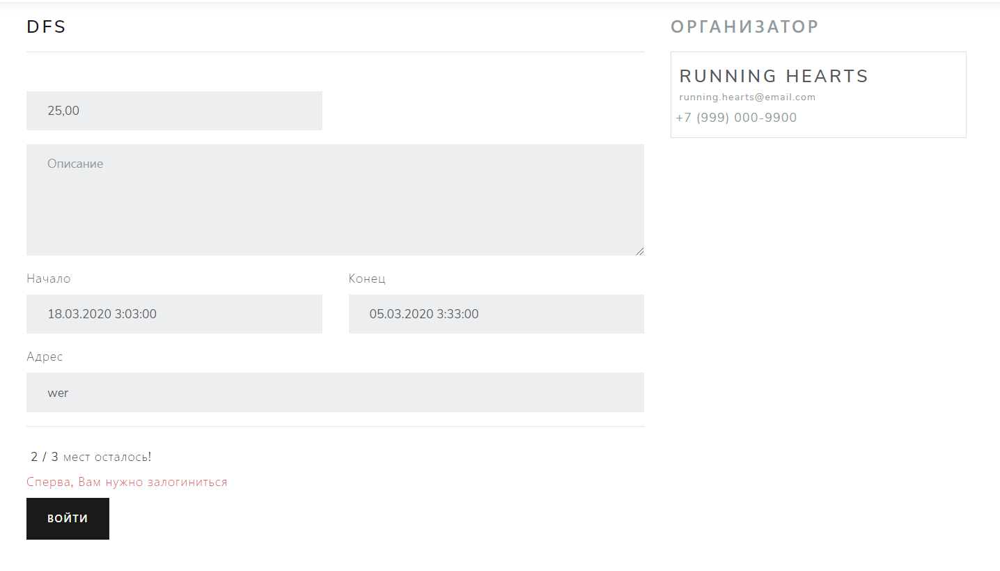 DFS
25,00
Описание
Начало
Конец
18.03.2020 3:03:00
05.03.2020 3:33:00
Адрес
wer
2 / 3 мест осталось!
Сперва, Вам нужно залогиниться
ВОЙТИ
ОРГАНИЗАТОР
RUNNING HEARTS
running.hearts@email.com
+7 (999) 000-9900